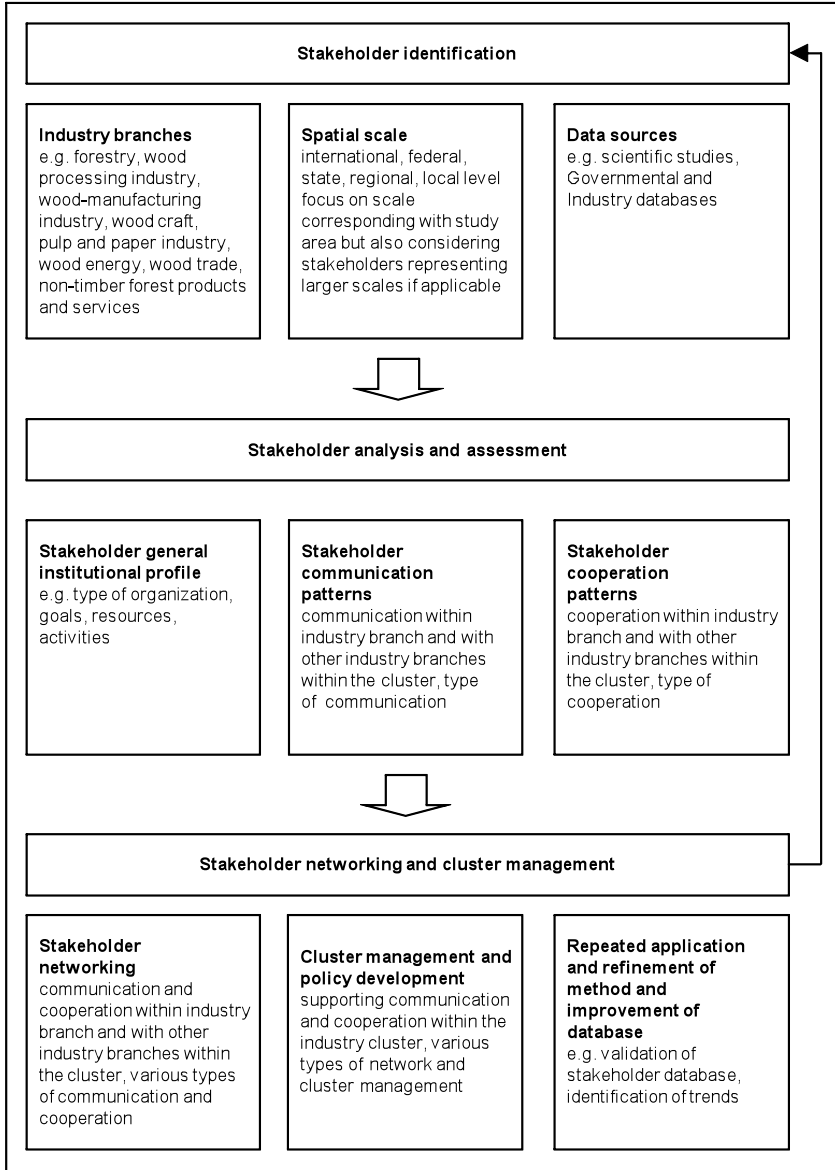 Stakeholder identification
Industry branches
e.g. forestry, wood
processing industry,
wood-manufacturing
industry, wood craft,
pulp and paper industry,
wood energy, wood trade,
non-timber forest products
and services
Spatial scale
international, federal,
state, regional, local level
focus on scale
corresponding with study
area but also considering
stakeholders representing
larger scales if applicable
Data sources
e.g. scientific studies,
Governmental and
Industry databases
Stakeholder analysis and assessment
Stakeholder general
institutional profile
e.g. type of organization,
goals, resources,
activities
Stakeholder
communication
patterns
communication within
industry branch and with
other industry branches
within the cluster, type
of communication
Stakeholder
cooperation
patterns
cooperation within industry
branch and with other
industry branches within
the cluster, type of
cooperation
Stakeholder networking and cluster management
Stakeholder
networking
communication and
cooperation within industry
branch and with other
industry branches within
the cluster, various types
of communication and
cooperation
Cluster management and
policy development
supporting communication
and cooperation within the
industry cluster, various
types of network and
cluster management
Repeated application
and refinement of
method and
improvement of
database
e.g. validation of
stakeholder database,
identification of trends